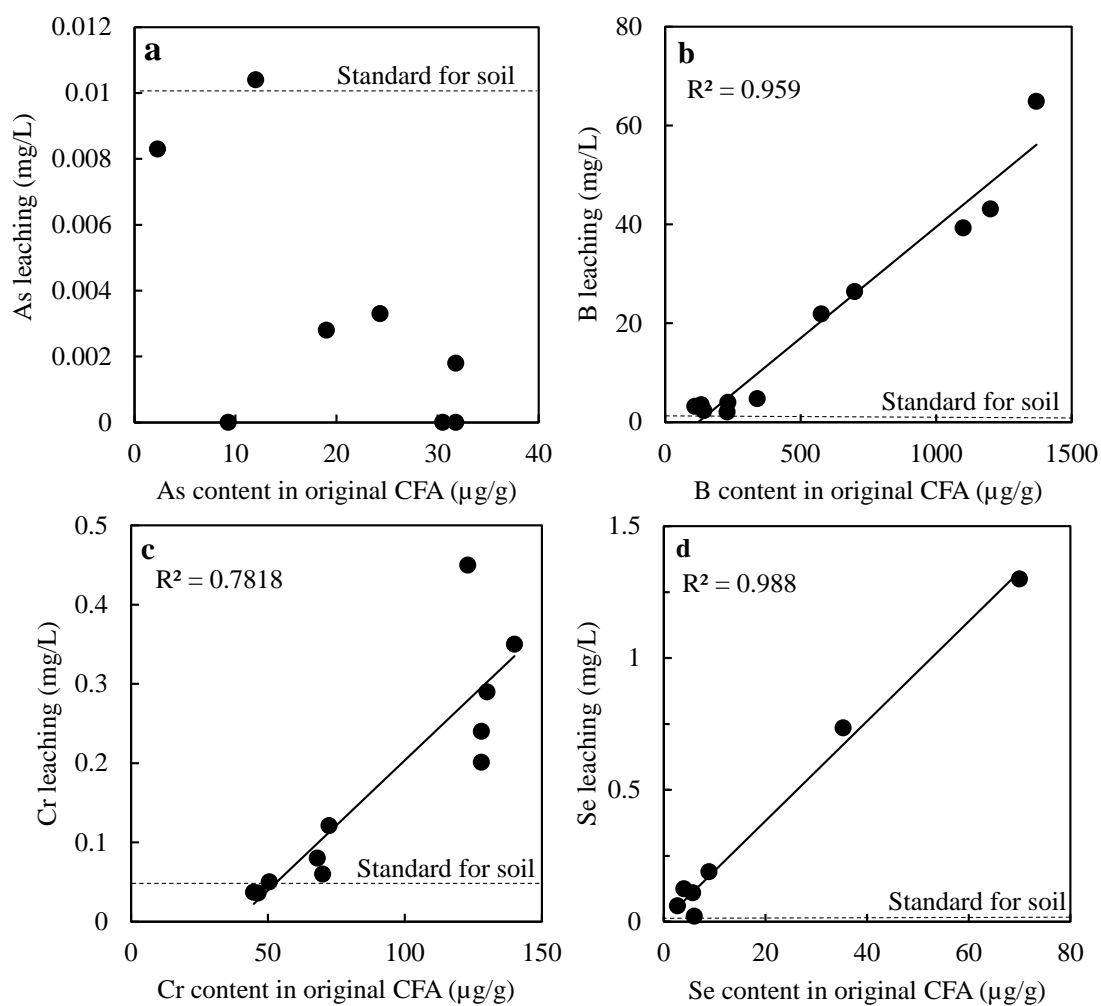 a
Standard for soil
0.012
0.01
0.008
0.006
0.004
0.002
0
As leaching (mg/L)
0 10 20 30 40
As content in original CFA (µg/g)
b
R² = 0.959
Standard for soil
80
60
40
20
0
B leaching (mg/L)
0 500 1000 1500
B content in original CFA (µg/g)
c
R² = 0.7818
Standard for soil
0.5
0.4
0.3
0.2
0.1
0
Cr leaching (mg/L)
0 50 100 150
Cr content in original CFA (µg/g)
d
R² = 0.988
Standard for soil
1.5
1
0.5
0
Se leaching (mg/L)
0 20 40 60 80
Se content in original CFA (µg/g)